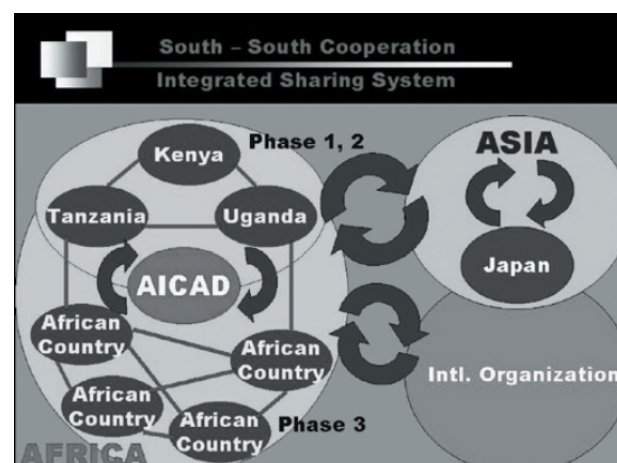 South – South Cooperation
Integrated Sharing System
Phase 1, 2
Kenya
Tanzania
Uganda
AICAD
African
Country
African
Country
African
Country
African
Country
Phase 3
AFRICA
ASIA
Japan
Intl. Organization